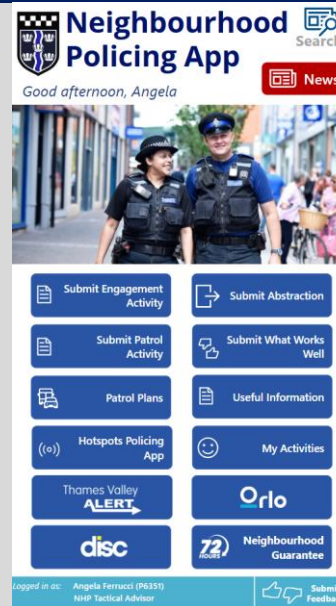 Neighbourhood
Policing App
Search
News
Good afternoon, Angela
Submit Engagement
Activity
Submit Abstraction
Submit Patrol
Activity
Submit What Works
Well
Patrol Plans
Useful Information
Hotspots Policing
App
My Activities
Thames Valley
ALERT
Orlo
disc
72
HOURS
Neighbourhood
Guarantee
Logged in as: Angela Ferrucci (P6351)
NHP Tactical Advisor
Submi
Feedba